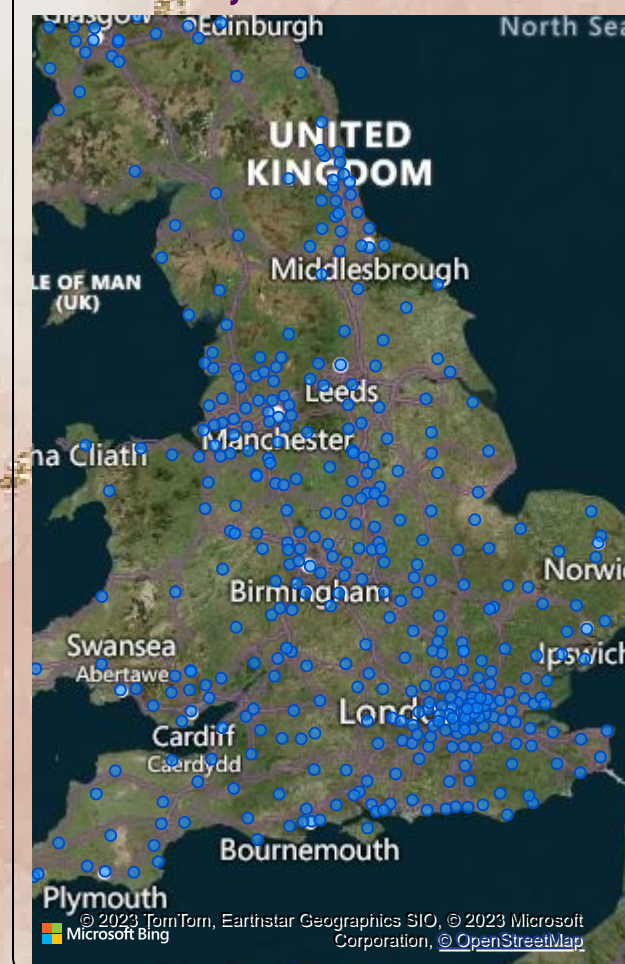 Glasgow
Edinburgh
North Sea
UNITED
KINGDOM
LE OF MAN
(UK)
Middlesbrough
Leeds
Manchester
na Cliath
Birmingham
Norwi
Swansea
Abertawe
Ipswich
London
Cardiff
Caerdydd
Bournemouth
Plymouth
© 2023 TomTom, Earthstar Geographics SIO, © 2023 Microsoft
Microsoft Bing
Corporation, © OpenStreetMap